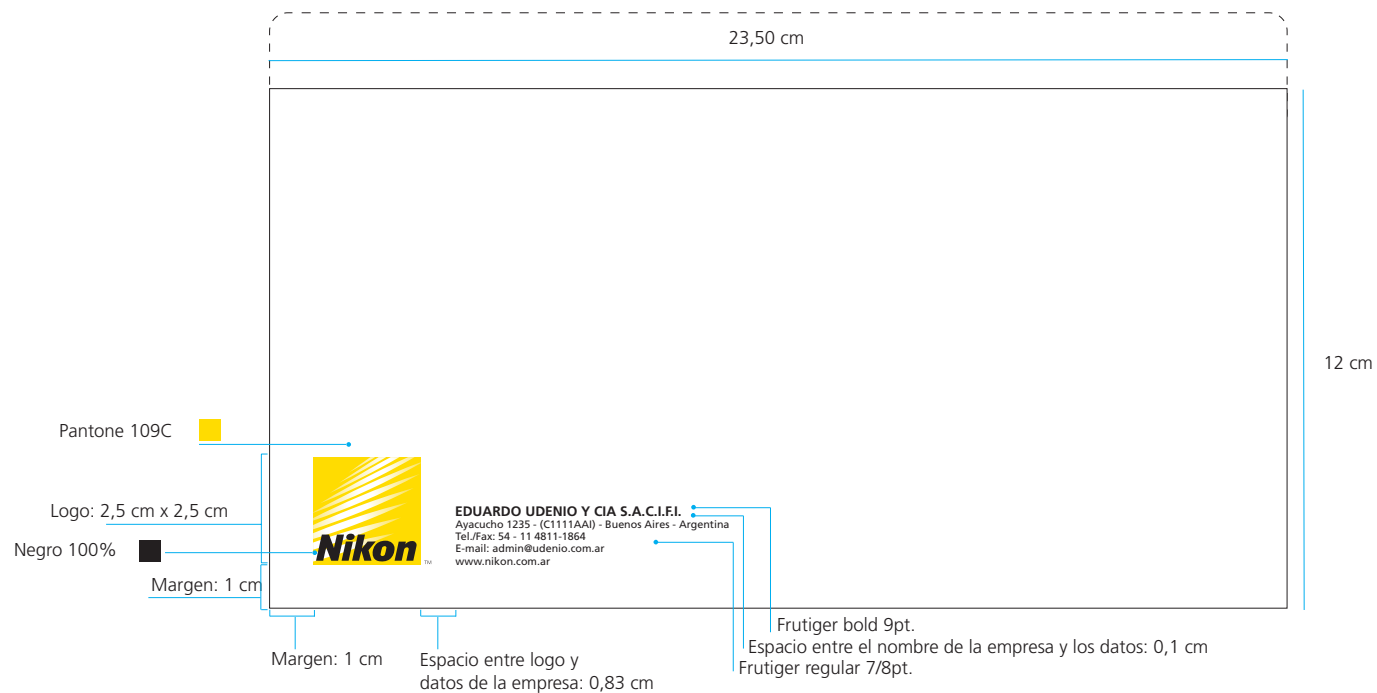 23,50 cm
12 cm
Pantone 109C
Logo: 2,5 cm x 2,5 cm
Negro 100%
Margen: 1 cm
Nikon
TM
EDUARDO UDENIO Y CIA S.A.C.I.F.I.
Ayacucho 1235 - (C1111AAI) - Buenos Aires - Argentina
Tel./Fax: 54 - 11 4811-1864
E-mail: admin@udenio.com.ar
www.nikon.com.ar
Margen: 1 cm
Espacio entre logo y
datos de la empresa: 0,83 cm
Frutiger bold 9pt.
Espacio entre el nombre de la empresa y los datos: 0,1 cm
Frutiger regular 7/8pt.